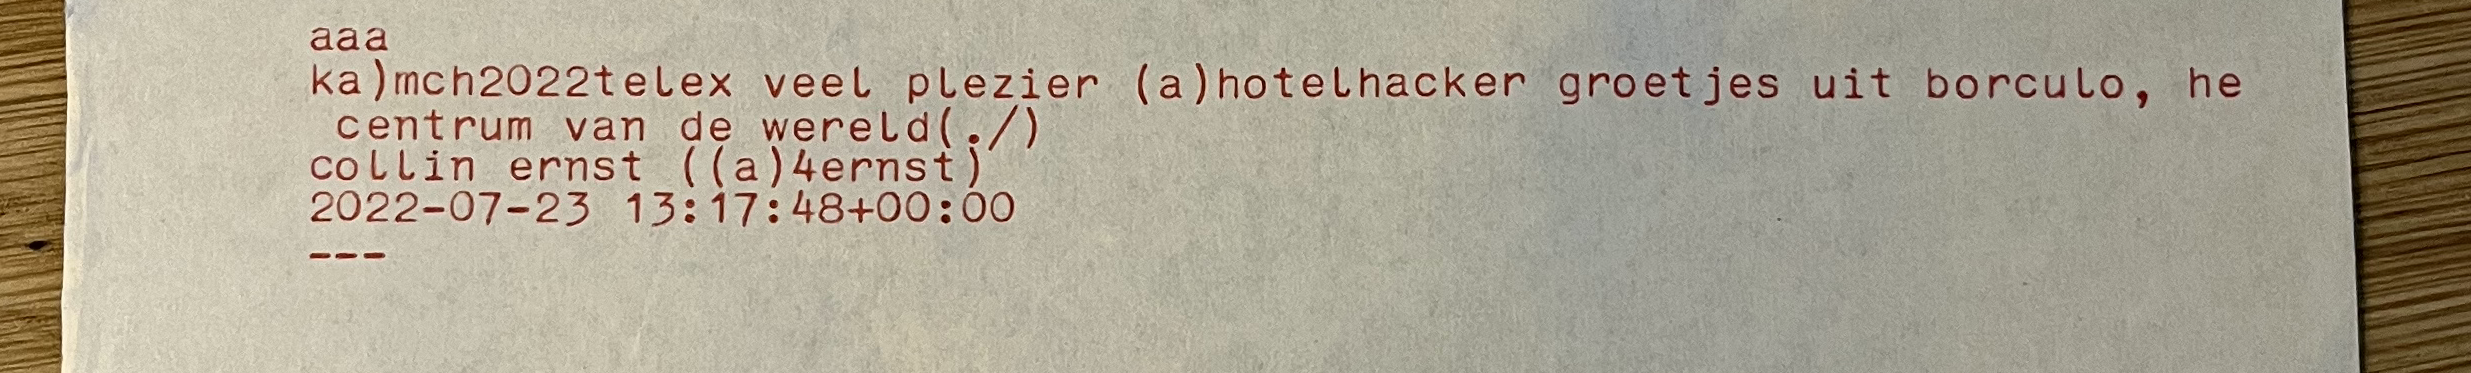 aaa
ka)mch2022telex veel plezier (a)hotelhacker groetjes uit borculo, he
centrum van de wereld(./)
collin ernst ((a)4ernst)
2022-07-23 13:17:48+00:00
---